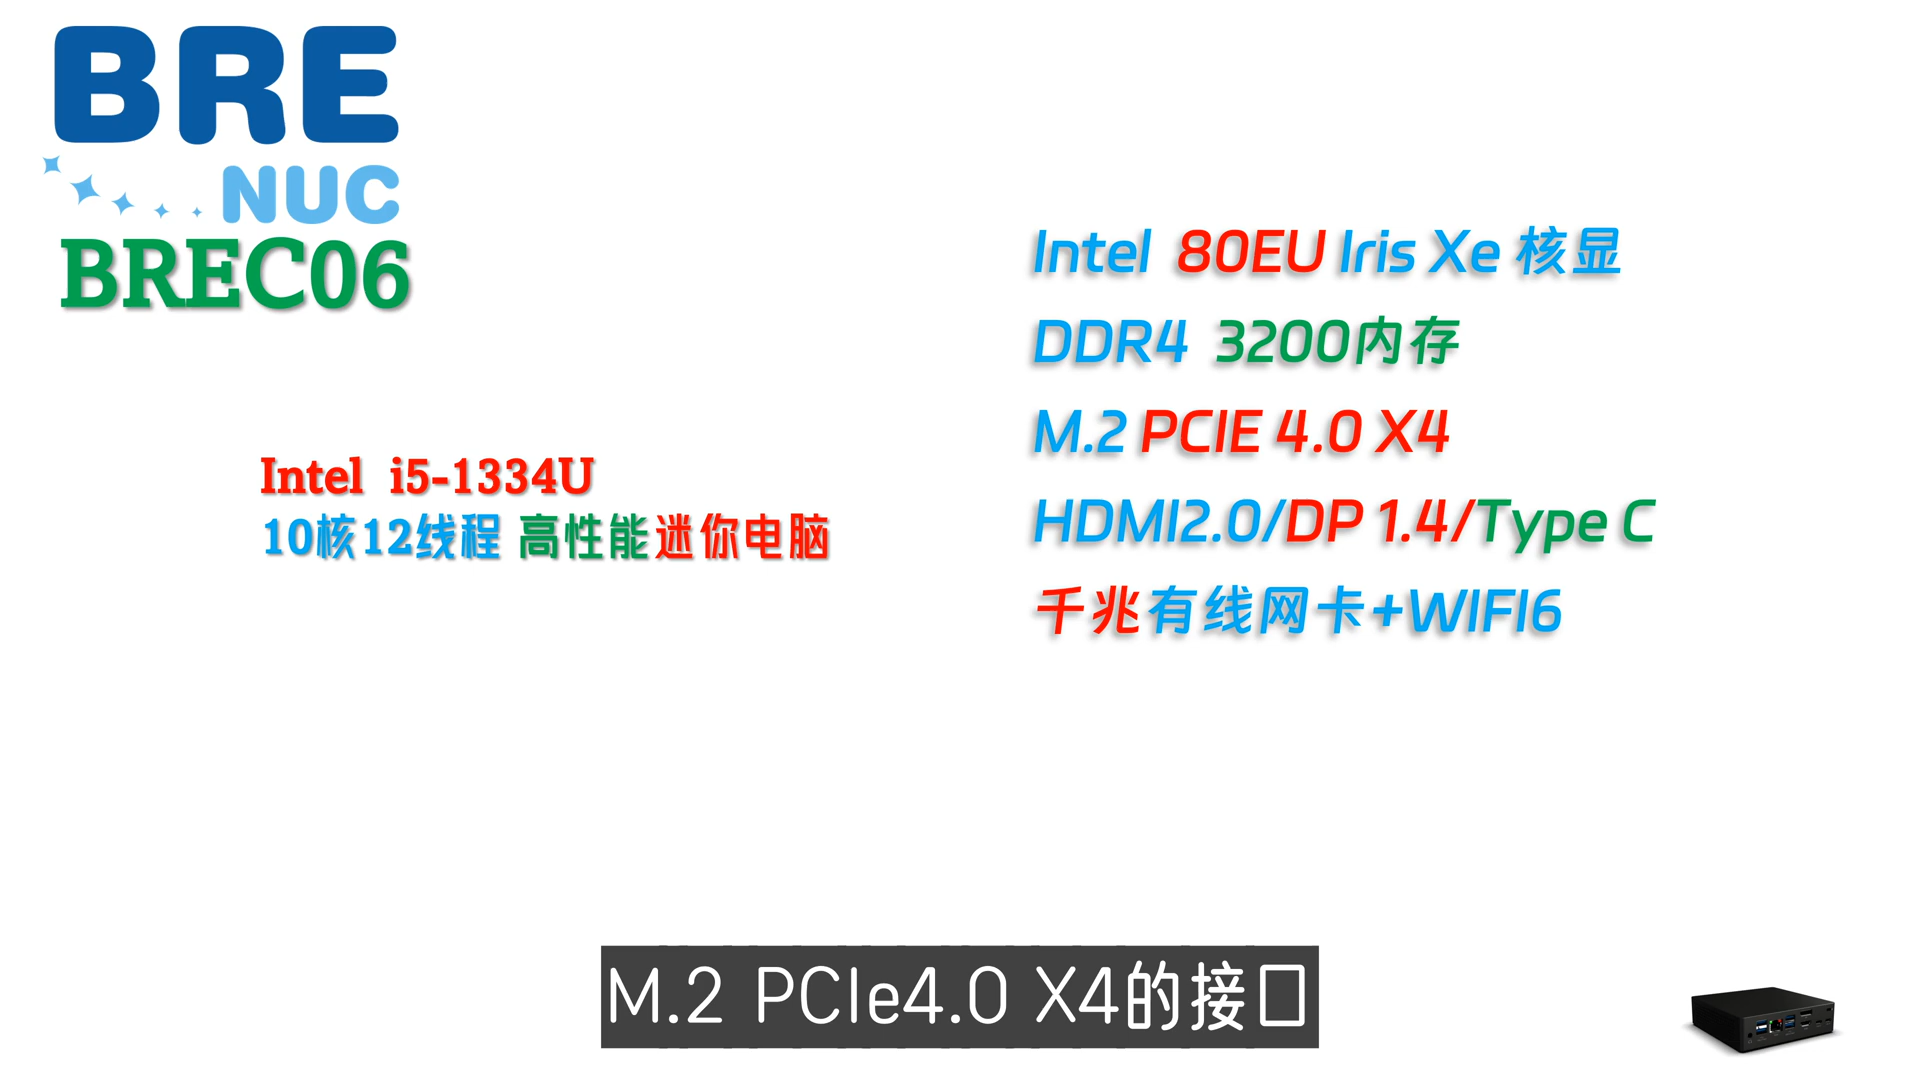 BRE
NUC
BREC06
Intel i5-1334U
10核12线程 高性能迷你电脑
Intel 80EU Iris Xe 核显
DDR4 3200内存
M.2 PCIE 4.0 X4
HDMI2.0/DP 1.4/Type C
千兆有线网卡+WIFI6
M.2 PCIe4.0 X4的接口